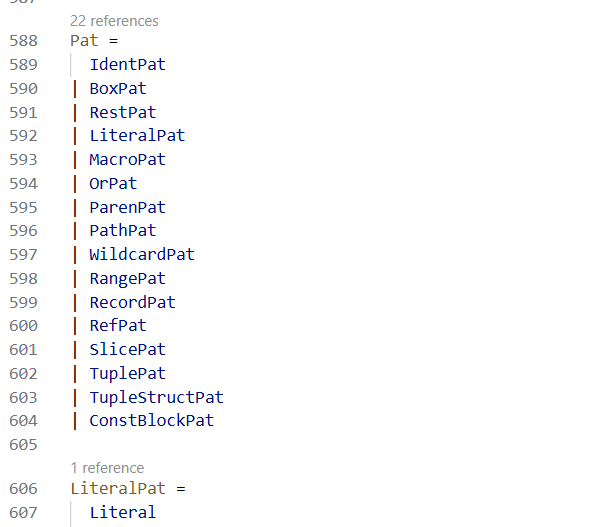 22 references
588 Pat =
589 IdentPat
590 | BoxPat
591 | RestPat
592 | LiteralPat
593 | MacroPat
594 | OrPat
595 | ParenPat
596 | PathPat
597 | WildcardPat
598 | RangePat
599 | RecordPat
600 | RefPat
601 | SlicePat
602 | TuplePat
603 | TupleStructPat
604 | ConstBlockPat
605
1 reference
606 LiteralPat =
607 Literal